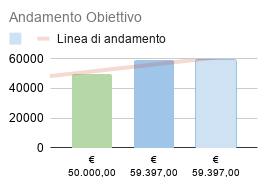 Andamento Obiettivo
Linea di andamento
60000
40000
20000
0
€ € €
50.000,00 59.397,00 59.397,00